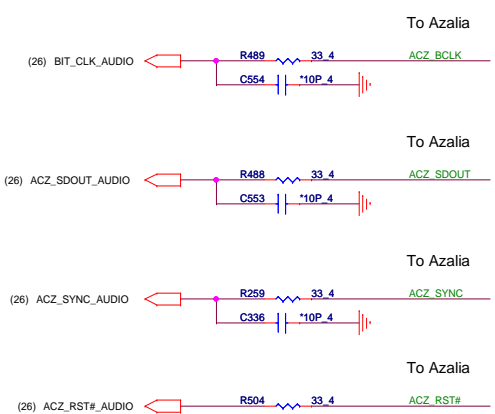 To Azalia
(26) BIT_CLK_AUDIO R489 33_4 ACZ_BCLK
C554 *10P_4
To Azalia
(26) ACZ_SDOUT_AUDIO R488 33_4 ACZ_SDOUT
C553 *10P_4
To Azalia
(26) ACZ_SYNC_AUDIO R259 33_4 ACZ_SYNC
C336 *10P_4
To Azalia
(26) ACZ_RST#_AUDIO R504 33_4 ACZ_RST#